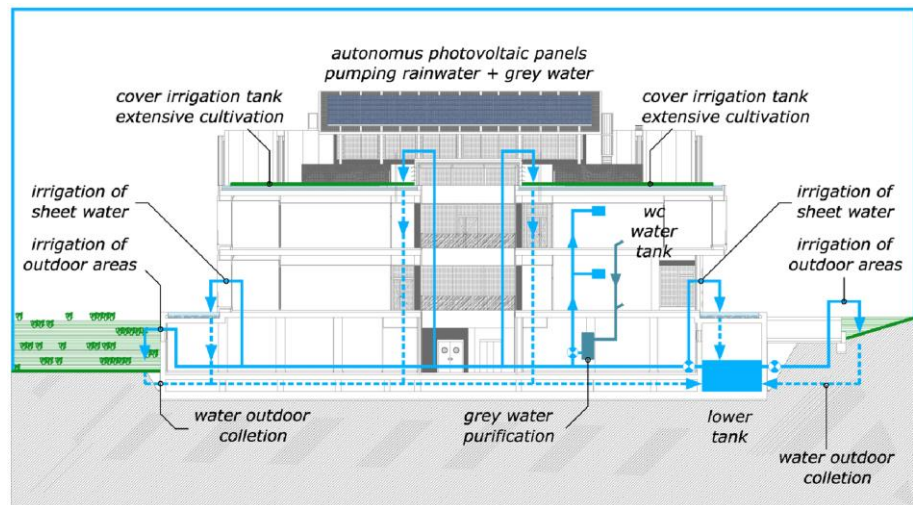 autonomus photovoltaic panels
pumping rainwater + grey water
cover irrigation tank
extensive cultivation
cover irrigation tank
extensive cultivation
irrigation of
sheet water
irrigation of
outdoor areas
wc
water
tank
irrigation of
sheet water
irrigation of
outdoor areas
water outdoor
colletion
grey water
purification
lower
tank
water outdoor
colletion